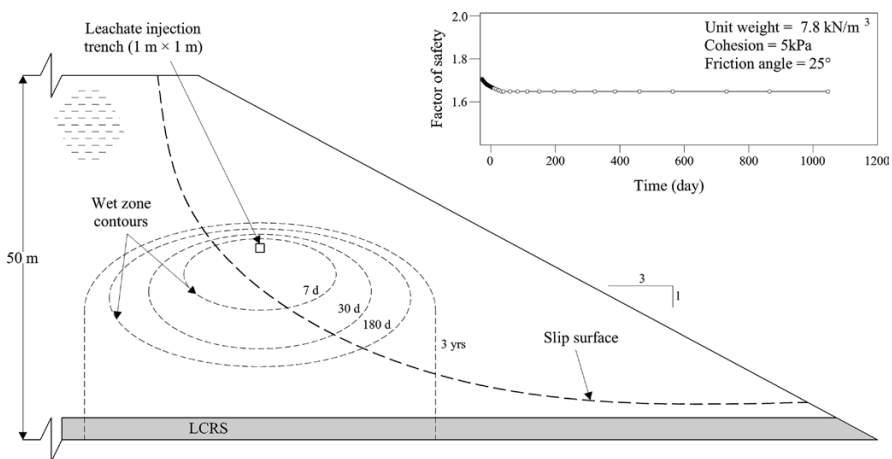 Leachate injection
trench (1 m × 1 m)
2.0
1.8
1.6
Factor of safety
Unit weight = 7.8 kN/m 3
Cohesion = 5kPa
Friction angle = 25°
0
200
400
600
800
1000
1200
Time (day)
Wet zone
contours
50 m
7 d
30 d
180 d
3 yrs
3
1
Slip surface
LCRS